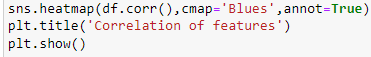 sns.heatmap(df.corr(),cmap='Blues',annot=True)
plt.title('Correlation of features')
plt.show()